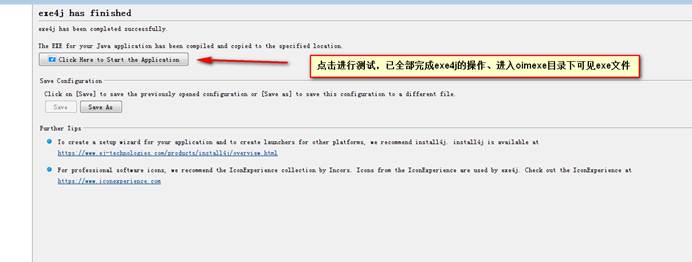 exe4j has finished
exe4j has been completed successfully.
The EXE for your Java application has been compiled and copied to the specified location.
Click Here to Start the Application
点击进行测试，已全部完成exe4j的操作、进入oimexe目录下可见exe文件
Save Configuration
Click on [Save] to save the previously opened configuration or [Save as] to save this configuration to a different file.
Save
Save As
Further Tips
To create a setup wizard for your application and to create launchers for other platforms, we recommend install4j. install4j is available at
https://www.ej-technologies.com/products/install4j/overview.html
For professional software icons, we recommend the IconExperience collection by Incors. Icons from the IconExperience are used by exe4j. Check out the IconExperience at
https://www.iconexperience.com